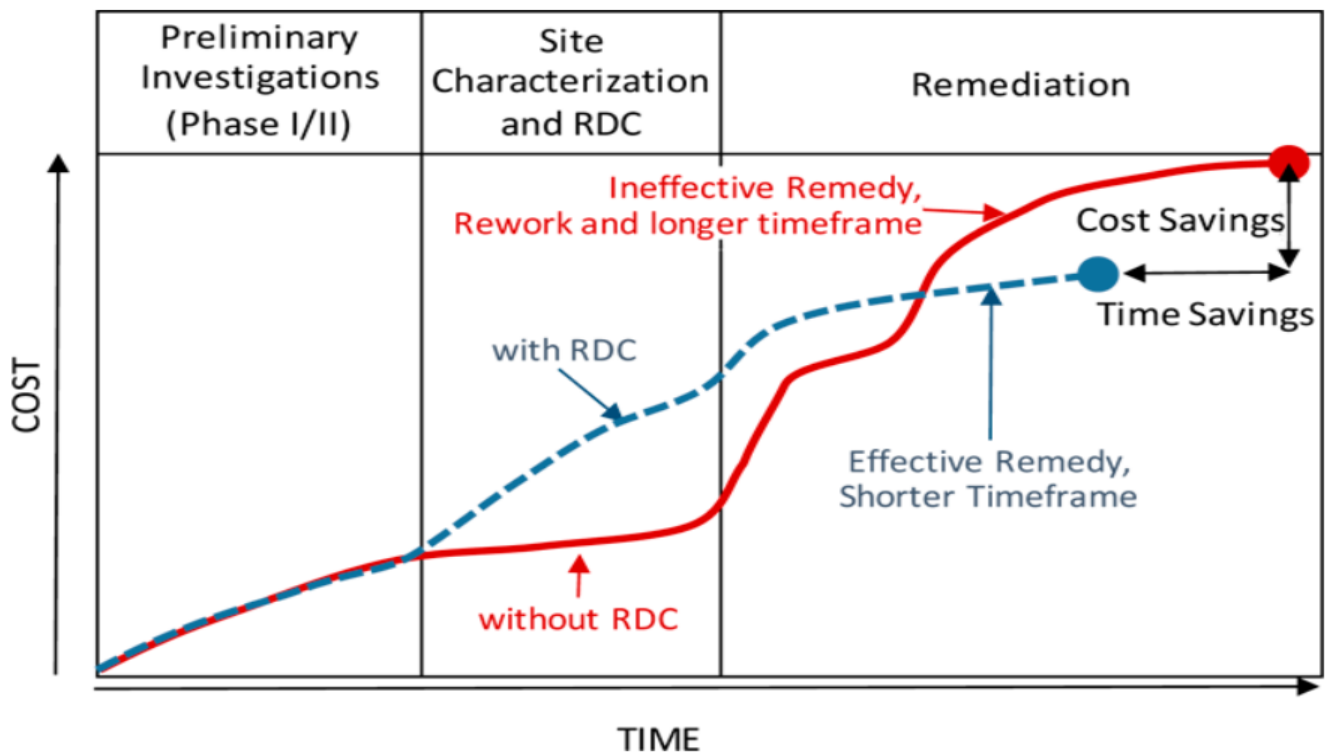 Preliminary
Investigations
(Phase I/II)
Site
Characterization
and RDC
Remediation
Ineffective Remedy,
Rework and longer timeframe
Cost Savings
Time Savings
with RDC
Effective Remedy,
Shorter Timeframe
without RDC
COST
TIME